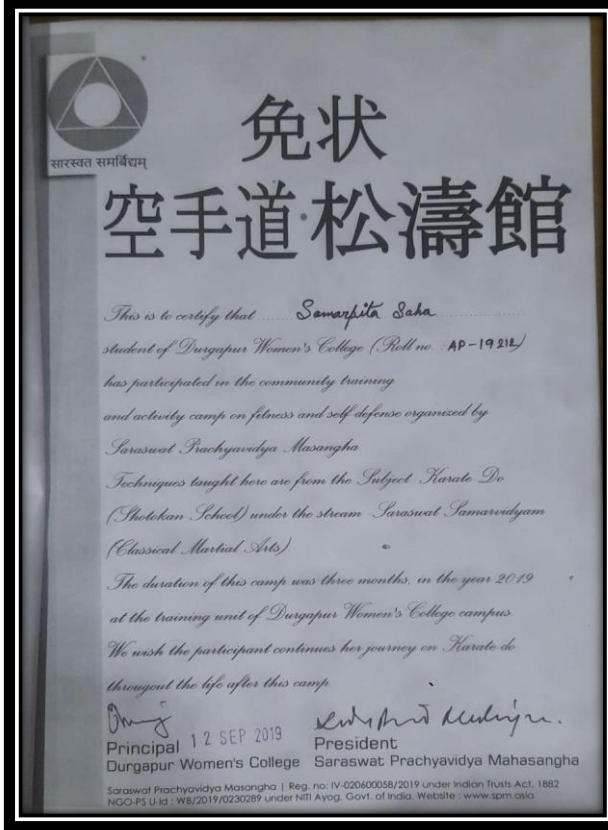 सारस्वत समर्बिद्यम्
免状
空手道・松濤館
This is to certify that Samarpita Saha
student of Durgapur Women's College (Roll no. AP-19212)
has participated in the community training
and activity camp on fitness and self-defense organized by
Saraswat Prachyavidya Masangha
Techniques taught here are from the Subject Karate Do
(Shotokan School) under the stream Saraswat Samarvidyam
(Classical Martial Arts)
The duration of this camp was three months, in the year 2019
at the training unit of Durgapur Women's College campus
We wish the participant continues her journey on Karate do
througout the life after this camp
Principal 12 SEP 2019 President
Durgapur Women's College Saraswat Prachyavidya Mahasangha
Saraswat Prachyavidya Masangha | Reg. no: IV-020600058/2019 under Indian Trusts Act, 1882
NGO-PS U-Id : WB/2019/0230289 under NITI Ayog. Govt. of India. Website : www.spm.asia